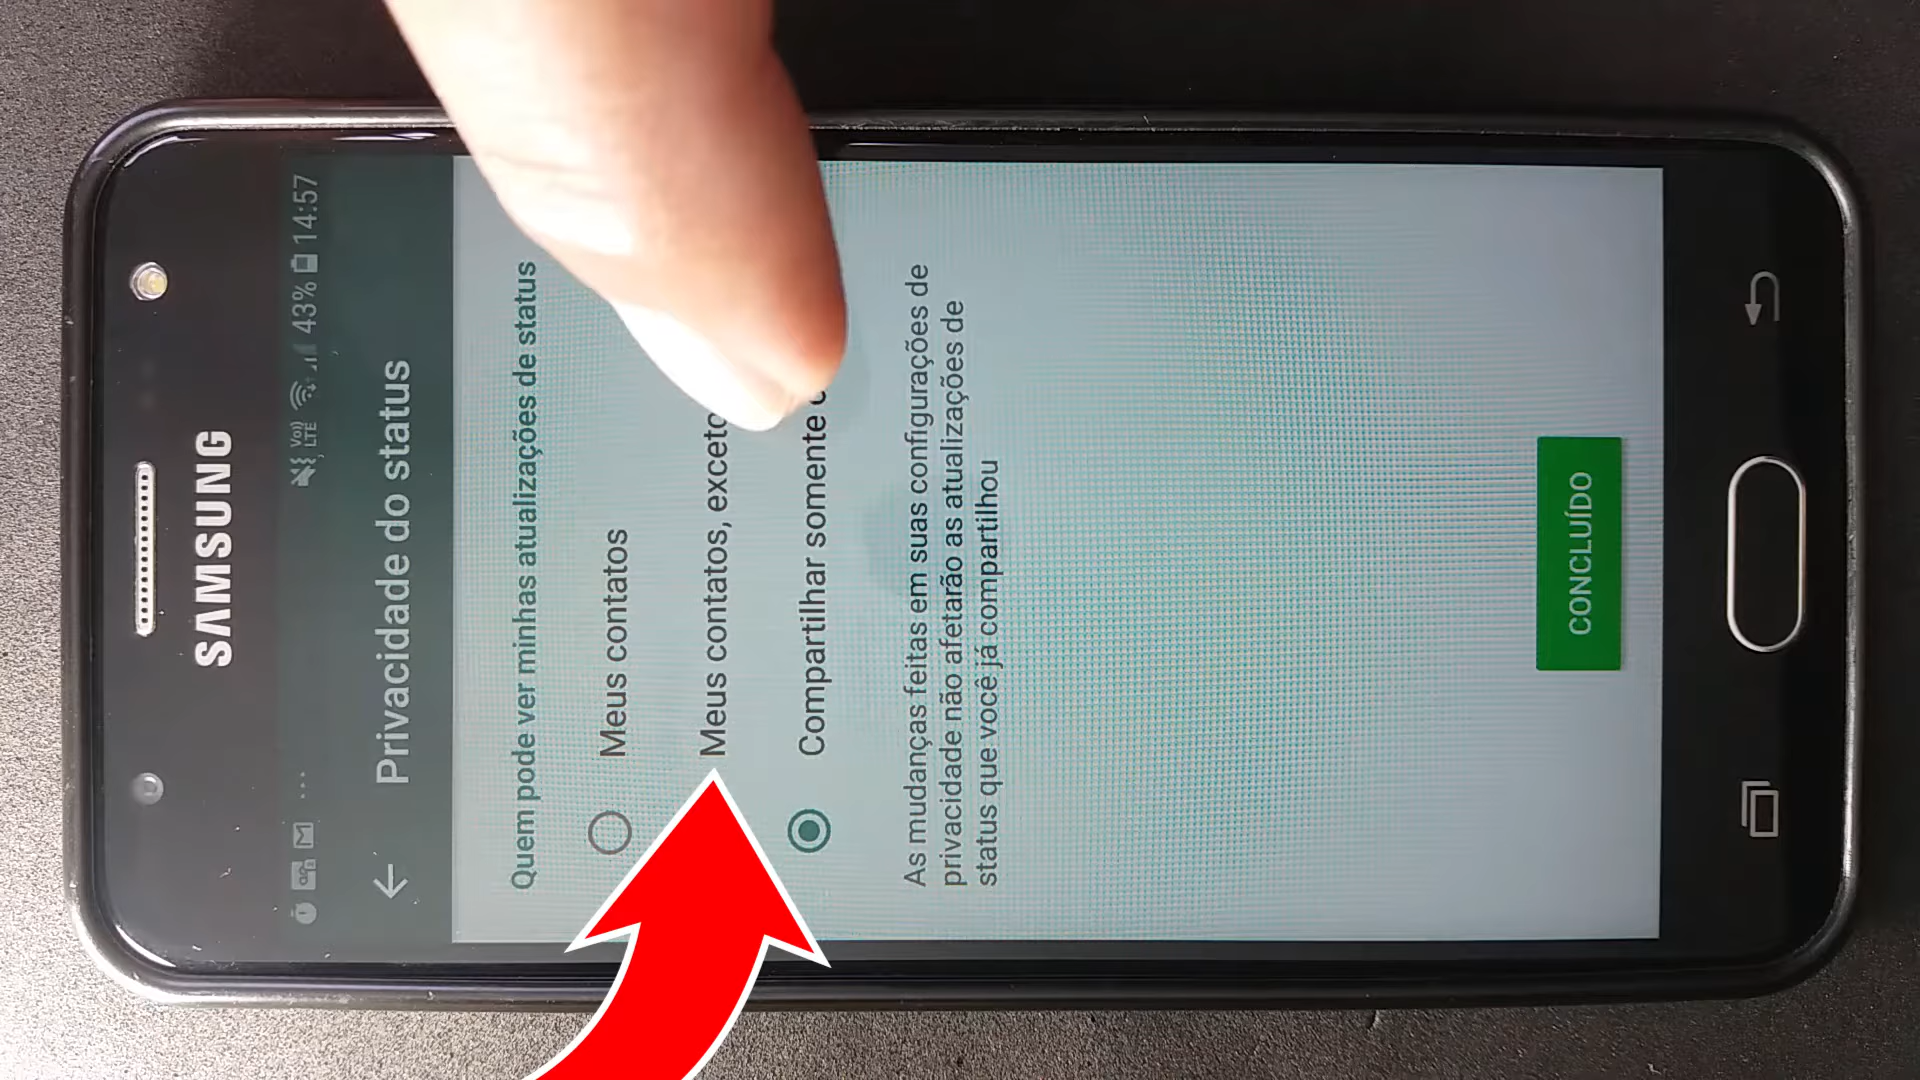 SAMSUNG
Vo))
LTE
43%
14:57
Privacidade do status
Quem pode ver minhas atualizações de status
Meus contatos
Meus contatos, exceto
Compartilhar somente
As mudanças feitas em suas configurações de
privacidade não afetarão as atualizações de
status que você já compartilhou
CONCLUÍDO